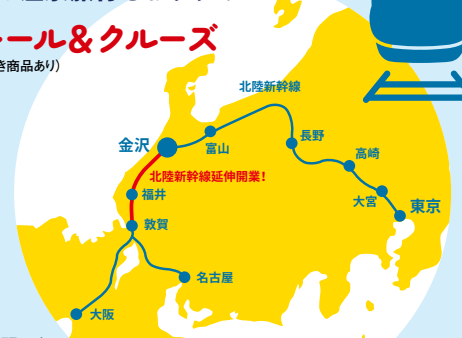 ール&クルーズ
き商品あり)
北陸新幹線
金沢
富山
長野
高崎
北陸新幹線延伸開業!
福井
大宮
東京
敦賀
名古屋
大阪